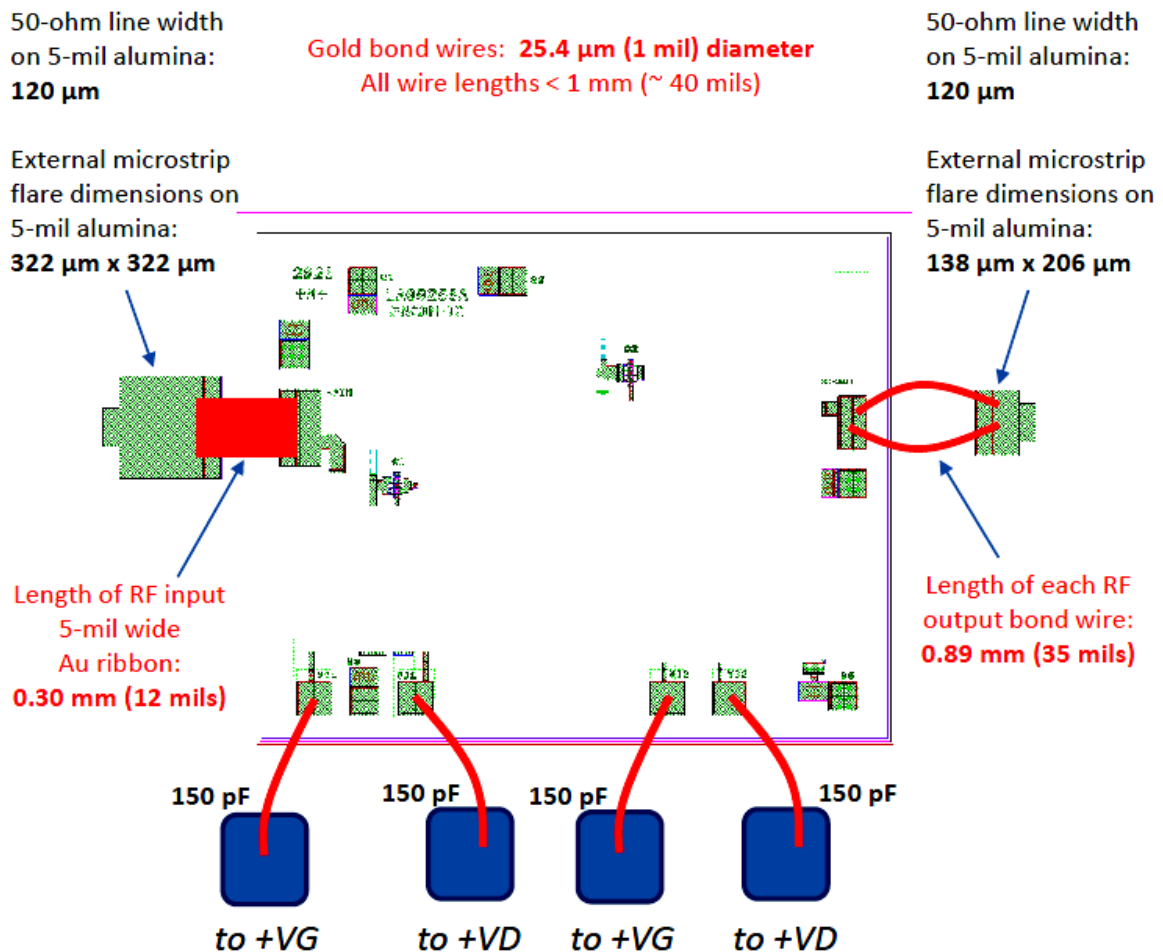 50-ohm line width
on 5-mil alumina:
120 µm
Gold bond wires: 25.4 µm (1 mil) diameter
All wire lengths < 1 mm (~ 40 mils)
50-ohm line width
on 5-mil alumina:
120 µm
External microstrip
flare dimensions on
5-mil alumina:
322 µm x 322 µm
External microstrip
flare dimensions on
5-mil alumina:
138 µm x 206 µm
Length of RF input
5-mil wide
Au ribbon:
0.30 mm (12 mils)
Length of each RF
output bond wire:
0.89 mm (35 mils)
150 pF
150 pF
150 pF
150 pF
to +VG
to +VD
to +VG
to +VD